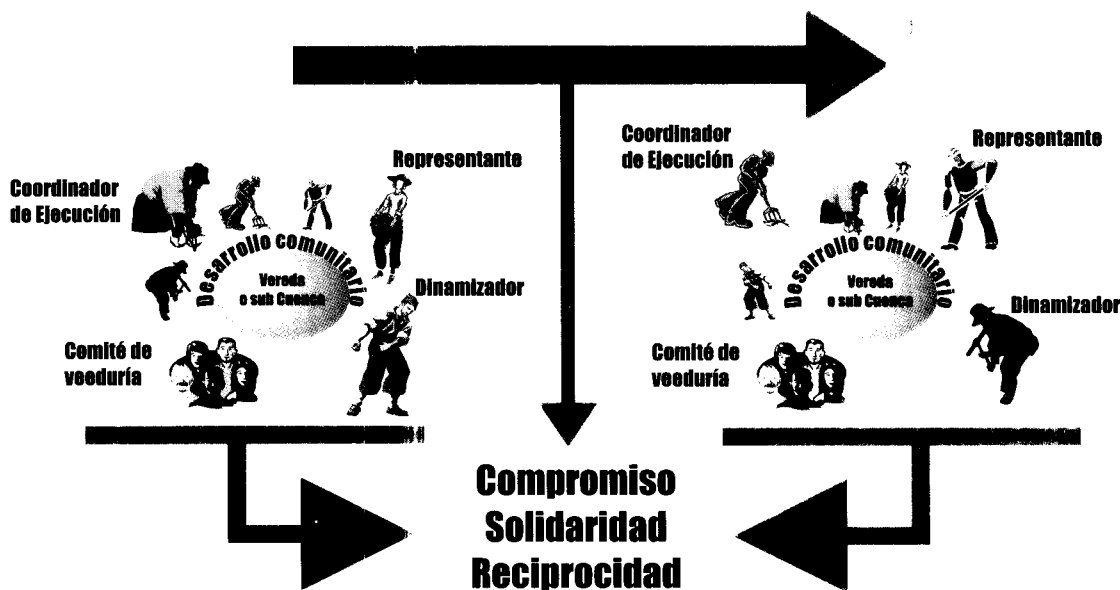 Coordinador
de Ejecución
Representante
Desarrollo comunitario
Vereda
o sub Cuenca
Dinamizador
Comité de
veeduría
Coordinador
de Ejecución
Representante
Desarrollo comunitario
Vereda
o sub Cuenca
Dinamizador
Comité de
veeduría
Compromiso
Solidaridad
Reciprocidad